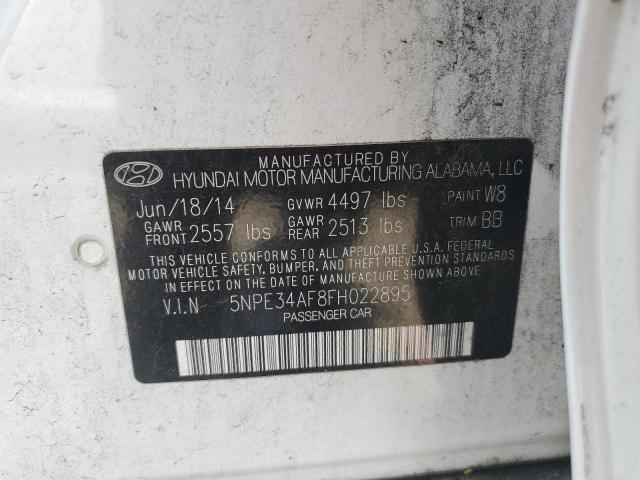 MANUFACTURED BY
HYUNDAI MOTOR MANUFACTURING ALABAMA, LLC
Jun/18/14 GVWR 4497 lbs PAINT W8
GAWR FRONT 2557 lbs GAWR REAR 2513 lbs TRIM BB
THIS VEHICLE CONFORMS TO ALL APPLICABLE U.S.A. FEDERAL
MOTOR VEHICLE SAFETY, BUMPER, AND THEFT PREVENTION STANDARDS
IN EFFECT ON THE DATE OF MANUFACTURE SHOWN ABOVE.
V.I.N 5NPE34AF8FH022895
PASSENGER CAR